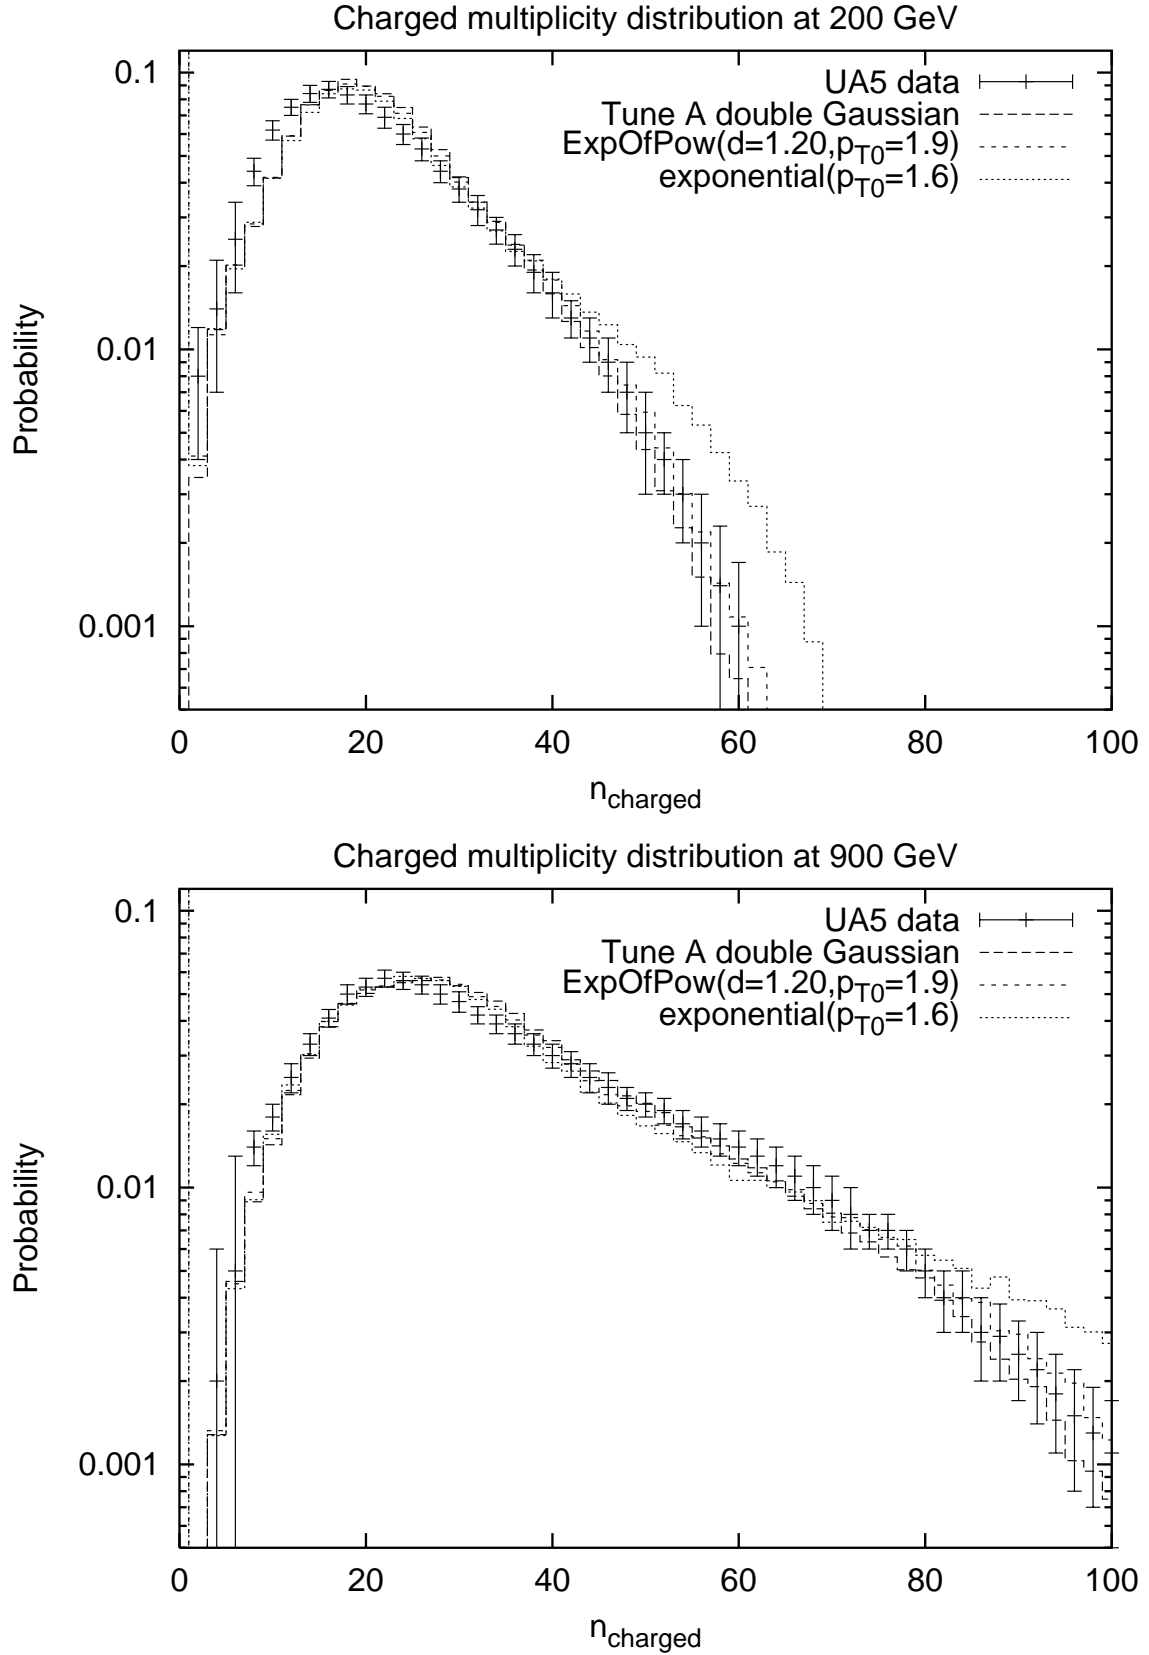 Charged multiplicity distribution at 200 GeV
0.1
0.01
0.001
Probability
UA5 data
Tune A double Gaussian
ExpOfPow(d=1.20,pT0=1.9)
exponential(pT0=1.6)
0 20 40 60 80 100
ncharged
Charged multiplicity distribution at 900 GeV
0.1
0.01
0.001
Probability
UA5 data
Tune A double Gaussian
ExpOfPow(d=1.20,pT0=1.9)
exponential(pT0=1.6)
0 20 40 60 80 100
ncharged